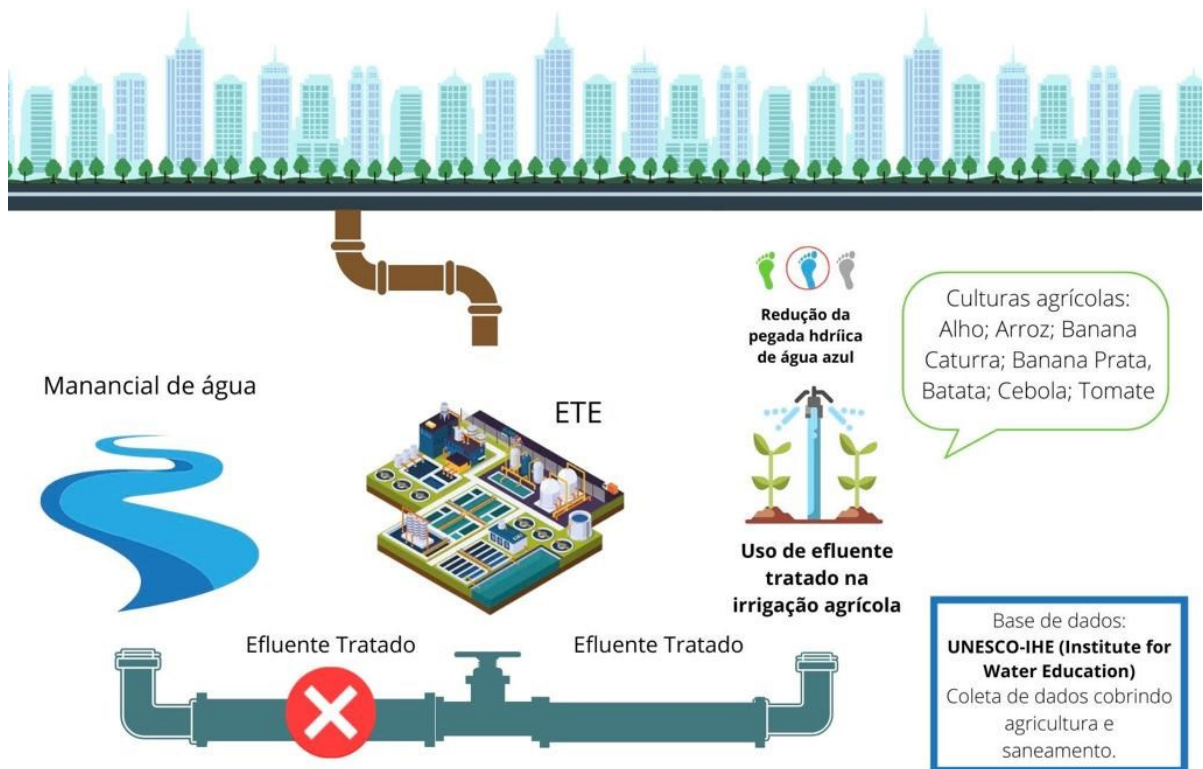 Redução da
pegada hdríica
de água azul
Culturas agrícolas:
Alho; Arroz; Banana
Caturra; Banana Prata,
Batata; Cebola; Tomate
Manancial de água
ETE
Uso de efluente
tratado na
irrigação agrícola
Efluente Tratado
Efluente Tratado
Base de dados:
UNESCO-IHE (Institute for
Water Education)
Coleta de dados cobrindo
agricultura e
saneamento.